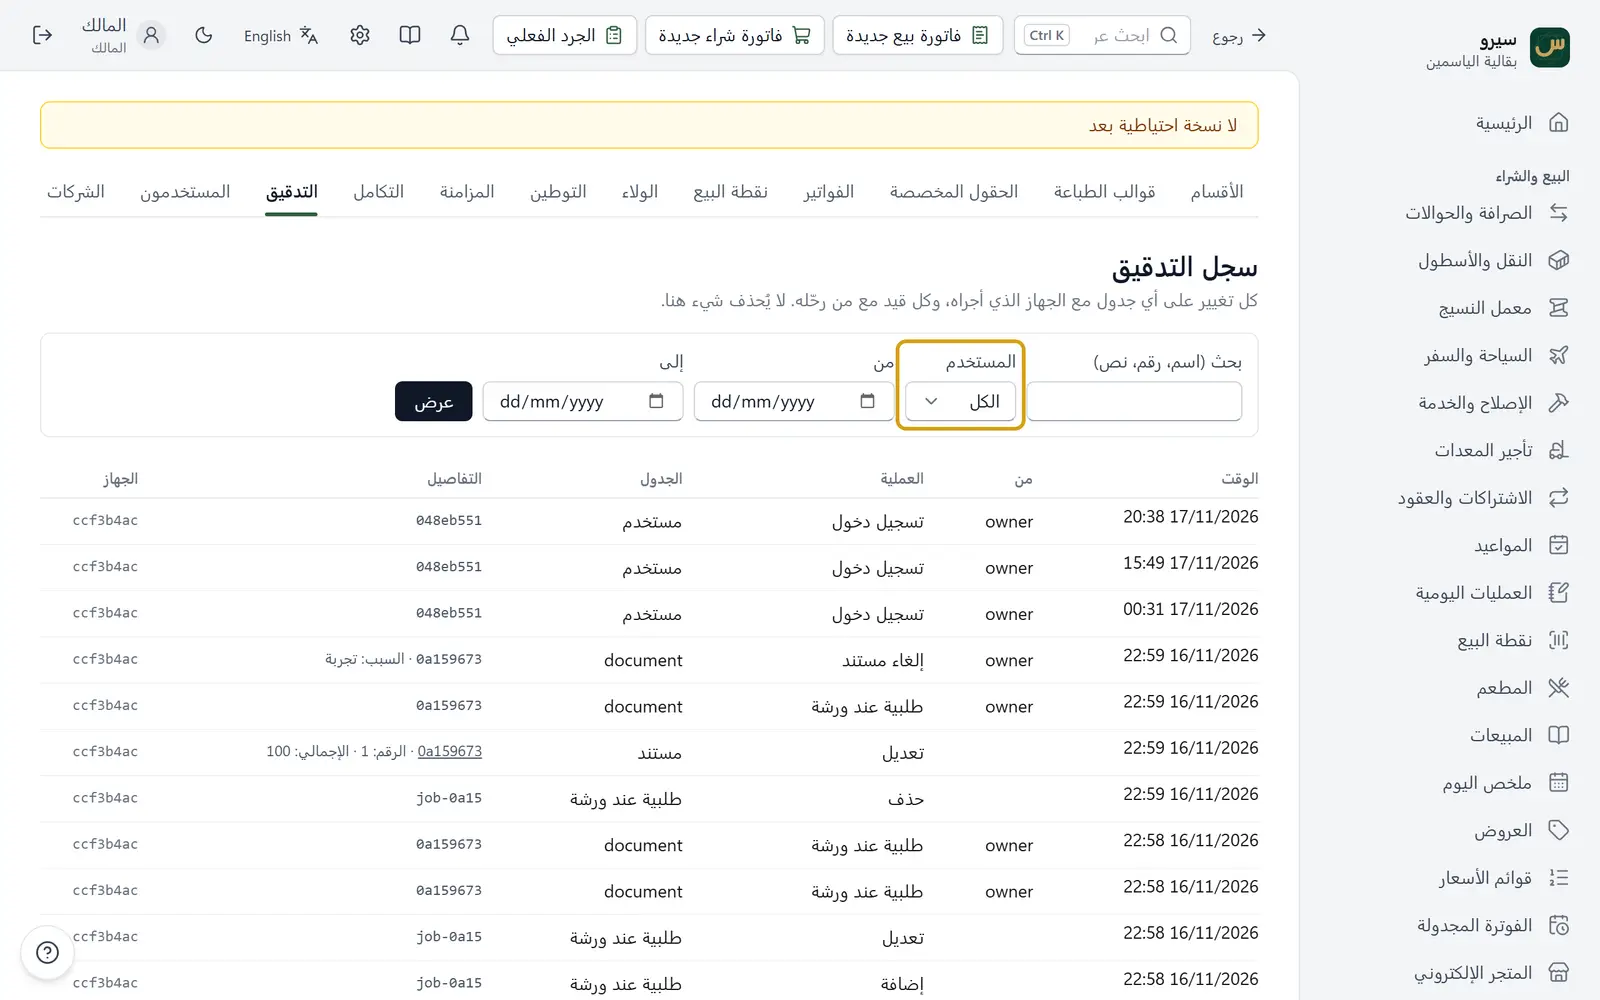 سيرو
بقالية الياسمين
رجوع
ابحث عر
Ctrl K
فاتورة بيع جديدة
فاتورة شراء جديدة
الجرد الفعلي
English
المالك
المالك
الرئيسية
البيع والشراء
الصرافة والحوالات
النقل والأسطول
معمل النسيج
السياحة والسفر
الإصلاح والخدمة
تأجير المعدات
الاشتراكات والعقود
المواعيد
العمليات اليومية
نقطة البيع
المطعم
المبيعات
ملخص اليوم
العروض
قوائم الأسعار
الفوترة المجدولة
المتجر الإلكتروني
لا نسخة احتياطية بعد
الأقسام
قوالب الطباعة
الحقول المخصصة
الفواتير
نقطة البيع
الولاء
التوطين
المزامنة
التكامل
التدقيق
المستخدمون
الشركات
سجل التدقيق
كل تغيير على أي جدول مع الجهاز الذي أجراه، وكل قيد مع من رحّله. لا يُحذف شيء هنا.
بحث (اسم، رقم، نص)
المستخدم
من
إلى
الكل
dd/mm/yyyy
dd/mm/yyyy
عرض
الوقت من العملية الجدول التفاصيل الجهاز
20:38 17/11/2026 owner تسجيل دخول مستخدم 048eb551 ccf3b4ac
15:49 17/11/2026 owner تسجيل دخول مستخدم 048eb551 ccf3b4ac
00:31 17/11/2026 owner تسجيل دخول مستخدم 048eb551 ccf3b4ac
22:59 16/11/2026 owner إلغاء مستند document 0a159673 · السبب: تجربة ccf3b4ac
22:59 16/11/2026 owner طلبية عند ورشة document 0a159673 ccf3b4ac
22:59 16/11/2026 تعديل مستند 0a159673 · الرقم: 1 · الإجمالي: 100 ccf3b4ac
22:59 16/11/2026 حذف طلبية عند ورشة job-0a15 ccf3b4ac
22:58 16/11/2026 owner طلبية عند ورشة document 0a159673 ccf3b4ac
22:58 16/11/2026 owner طلبية عند ورشة document 0a159673 ccf3b4ac
22:58 16/11/2026 تعديل طلبية عند ورشة job-0a15 ccf3b4ac
22:58 16/11/2026 إضافة طلبية عند ورشة job-0a15 ccf3b4ac